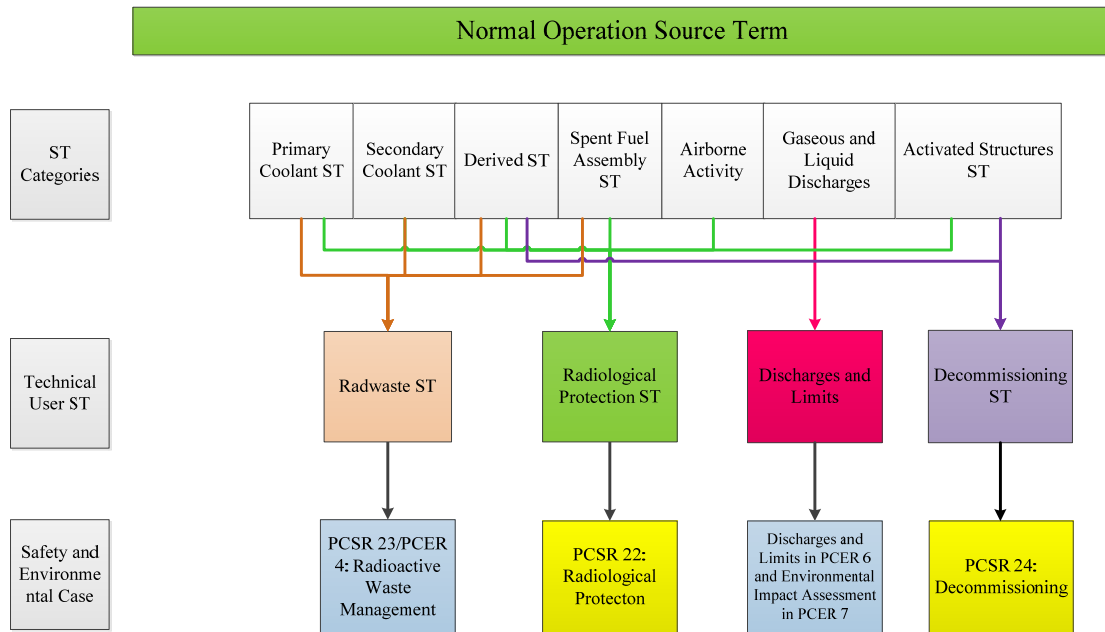 Normal Operation Source Term
ST
Categories
Primary
Coolant ST
Secondary
Coolant ST
Derived ST
Spent Fuel
Assembly
ST
Airborne
Activity
Gaseous and
Liquid
Discharges
Activated Structures
ST
Technical
User ST
Radwaste ST
Radiological
Protection ST
Discharges and
Limits
Decommissioning
ST
Safety and
Environme
ntal Case
PCSR 23/PCER
4: Radioactive
Waste
Management
PCSR 22:
Radiological
Protecton
Discharges and
Limits in PCER 6
and Environmental
Impact Assessment
in PCER 7
PCSR 24:
Decommissioning